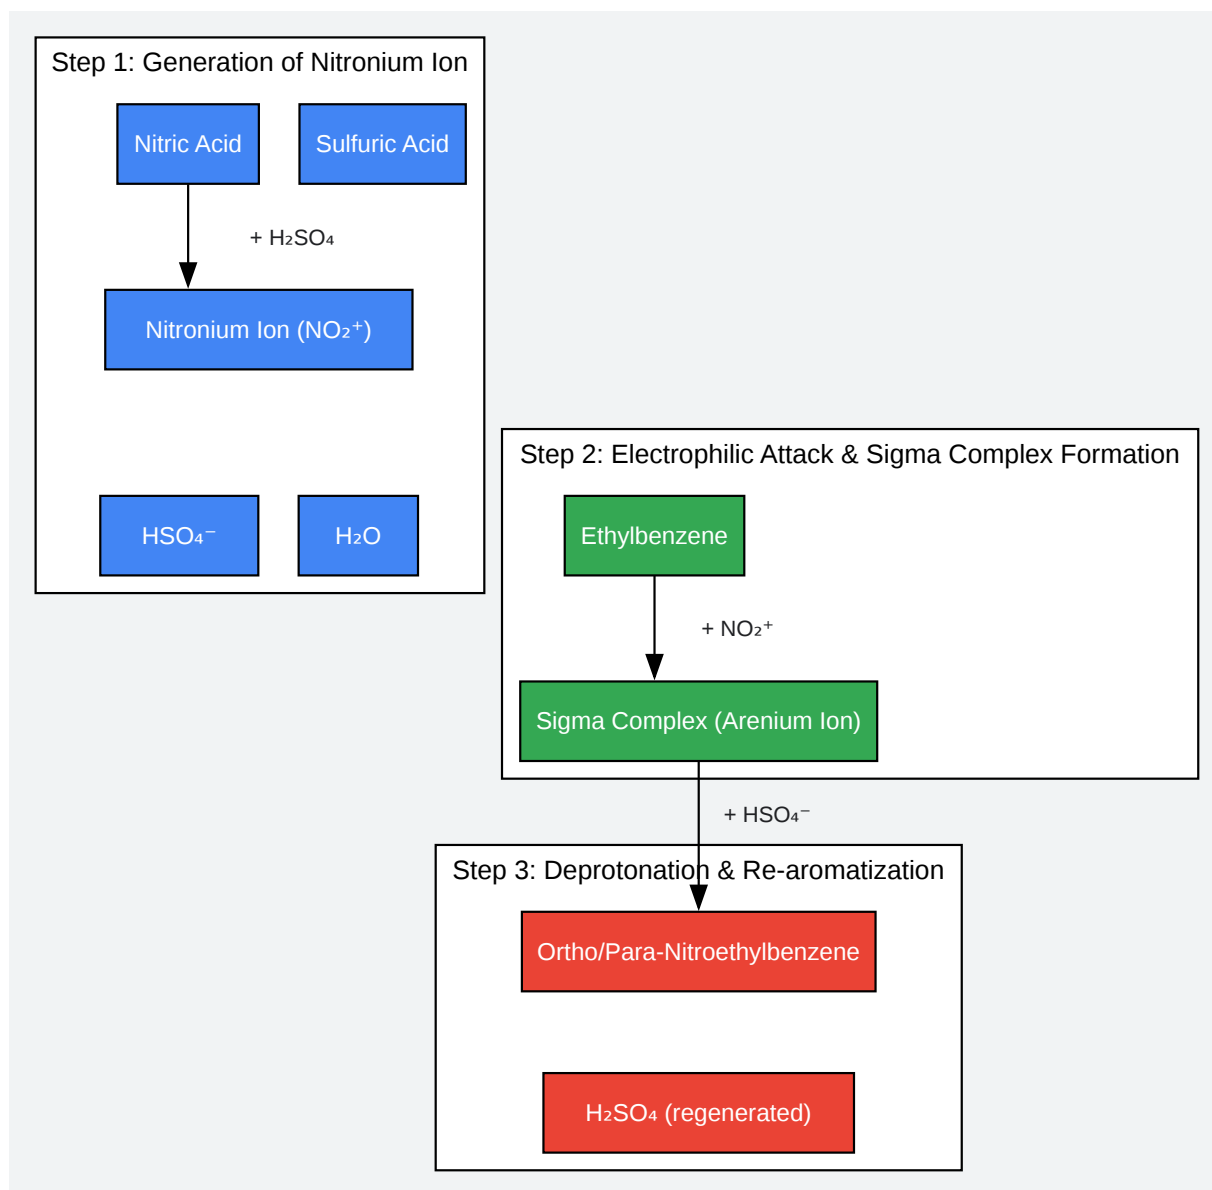 Step 1: Generation of Nitronium Ion
Nitric Acid
Sulfuric Acid
+ H₂SO₄
Nitronium Ion (NO₂⁺)
HSO₄⁻
H₂O
Step 2: Electrophilic Attack & Sigma Complex Formation
Ethylbenzene
+ NO₂⁺
Sigma Complex (Arenium Ion)
+ HSO₄⁻
Step 3: Deprotonation & Re-aromatization
Ortho/Para-Nitroethylbenzene
H₂SO₄ (regenerated)